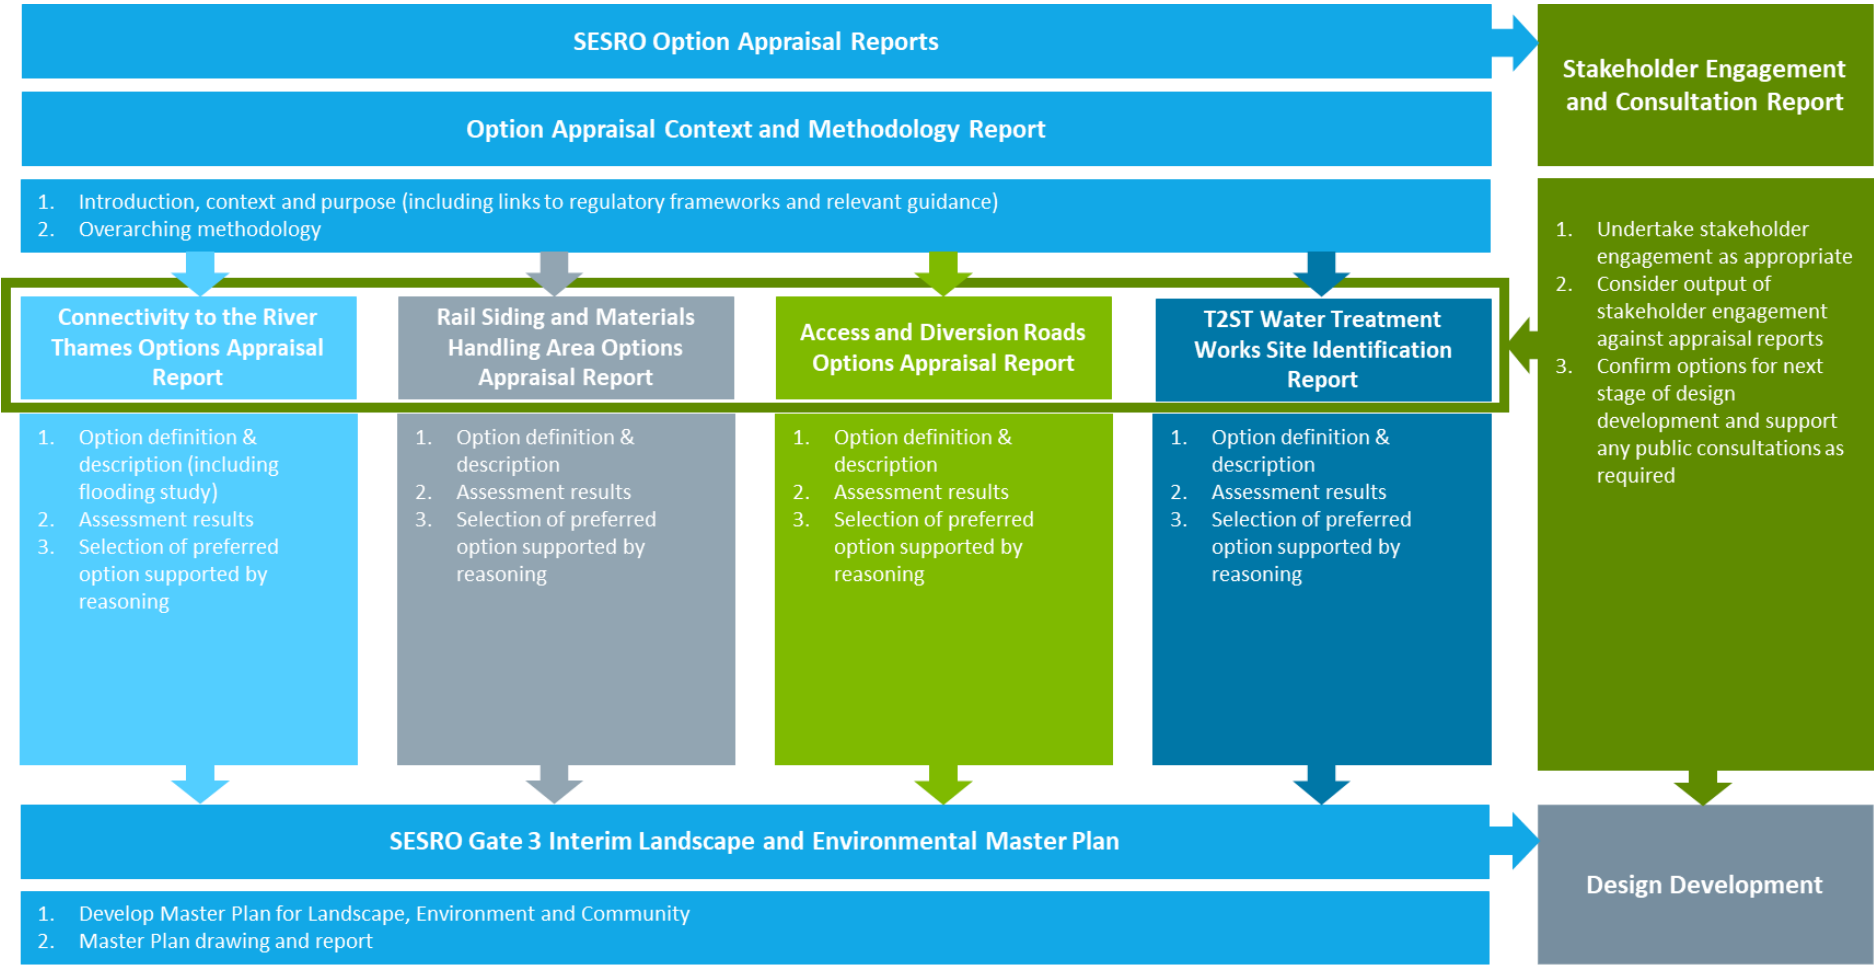 SESRO Option Appraisal Reports
Stakeholder Engagement
and Consultation Report
Option Appraisal Context and Methodology Report
1. Introduction, context and purpose (including links to regulatory frameworks and relevant guidance)
2. Overarching methodology
Connectivity to the River
Thames Options Appraisal
Report
Rail Siding and Materials
Handling Area Options
Appraisal Report
Access and Diversion Roads
Options Appraisal Report
T2ST Water Treatment
Works Site Identification
Report
1. Option definition &
description (including
flooding study)
2. Assessment results
3. Selection of preferred
option supported by
reasoning
1. Option definition &
description
2. Assessment results
3. Selection of preferred
option supported by
reasoning
1. Option definition &
description
2. Assessment results
3. Selection of preferred
option supported by
reasoning
1. Option definition &
description
2. Assessment results
3. Selection of preferred
option supported by
reasoning
1. Undertake stakeholder
engagement as appropriate
2. Consider output of
stakeholder engagement
against appraisal reports
3. Confirm options for next
stage of design
development and support
any public consultations as
required
SESRO Gate 3 Interim Landscape and Environmental Master Plan
1. Develop Master Plan for Landscape, Environment and Community
2. Master Plan drawing and report
Design Development